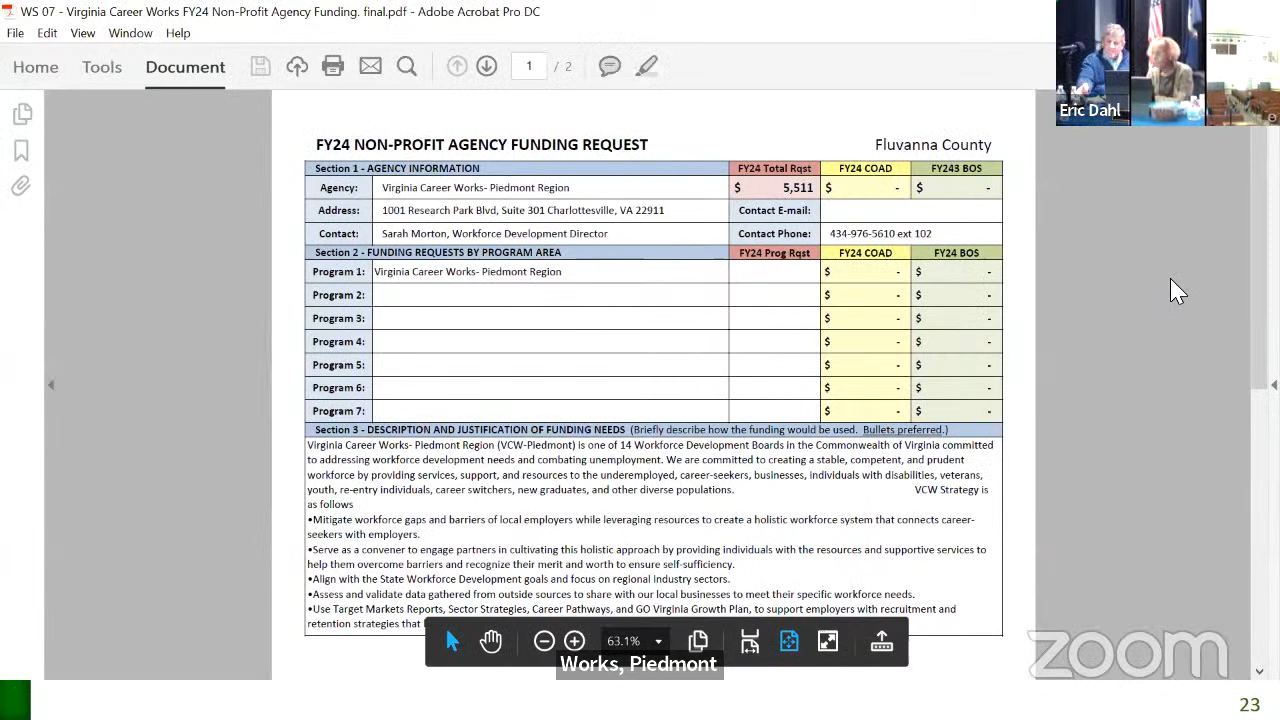 WS 07 - Virginia Career Works FY24 Non-Profit Agency Funding. final.pdf - Adobe Acrobat Pro DC
File Edit View Window Help
Home Tools Document 1 / 2
Eric Dahl
FY24 NON-PROFIT AGENCY FUNDING REQUEST Fluvanna County
Section 1 - AGENCY INFORMATION FY24 Total Rqst FY24 COAD FY243 BOS
Agency: Virginia Career Works- Piedmont Region $ 5,511 $ - $ -
Address: 1001 Research Park Blvd, Suite 301 Charlottesville, VA 22911 Contact E-mail:
Contact: Sarah Morton, Workforce Development Director Contact Phone: 434-976-5610 ext 102
Section 2 - FUNDING REQUESTS BY PROGRAM AREA FY24 Prog Rqst FY24 COAD FY24 BOS
Program 1: Virginia Career Works- Piedmont Region $ - $ -
Program 2: $ - $ -
Program 3: $ - $ -
Program 4: $ - $ -
Program 5: $ - $ -
Program 6: $ - $ -
Program 7: $ - $ -
Section 3 - DESCRIPTION AND JUSTIFICATION OF FUNDING NEEDS (Briefly describe how the funding would be used. Bullets preferred.)
Virginia Career Works- Piedmont Region (VCW-Piedmont) is one of 14 Workforce Development Boards in the Commonwealth of Virginia committed
to addressing workforce development needs and combating unemployment. We are committed to creating a stable, competent, and prudent
workforce by providing services, support, and resources to the underemployed, career-seekers, businesses, individuals with disabilities, veterans,
youth, re-entry individuals, career switchers, new graduates, and other diverse populations. VCW Strategy is
as follows
•Mitigate workforce gaps and barriers of local employers while leveraging resources to create a holistic workforce system that connects career-
seekers with employers.
•Serve as a convener to engage partners in cultivating this holistic approach by providing individuals with the resources and supportive services to
help them overcome barriers and recognize their merit and worth to ensure self-sufficiency.
•Align with the State Workforce Development goals and focus on regional industry sectors.
•Assess and validate data gathered from outside sources to share with our local businesses to meet their specific workforce needs.
•Use Target Markets Reports, Sector Strategies, Career Pathways, and GO Virginia Growth Plan, to support employers with recruitment and
retention strategies that
63.1%
Works, Piedmont
zoom
23